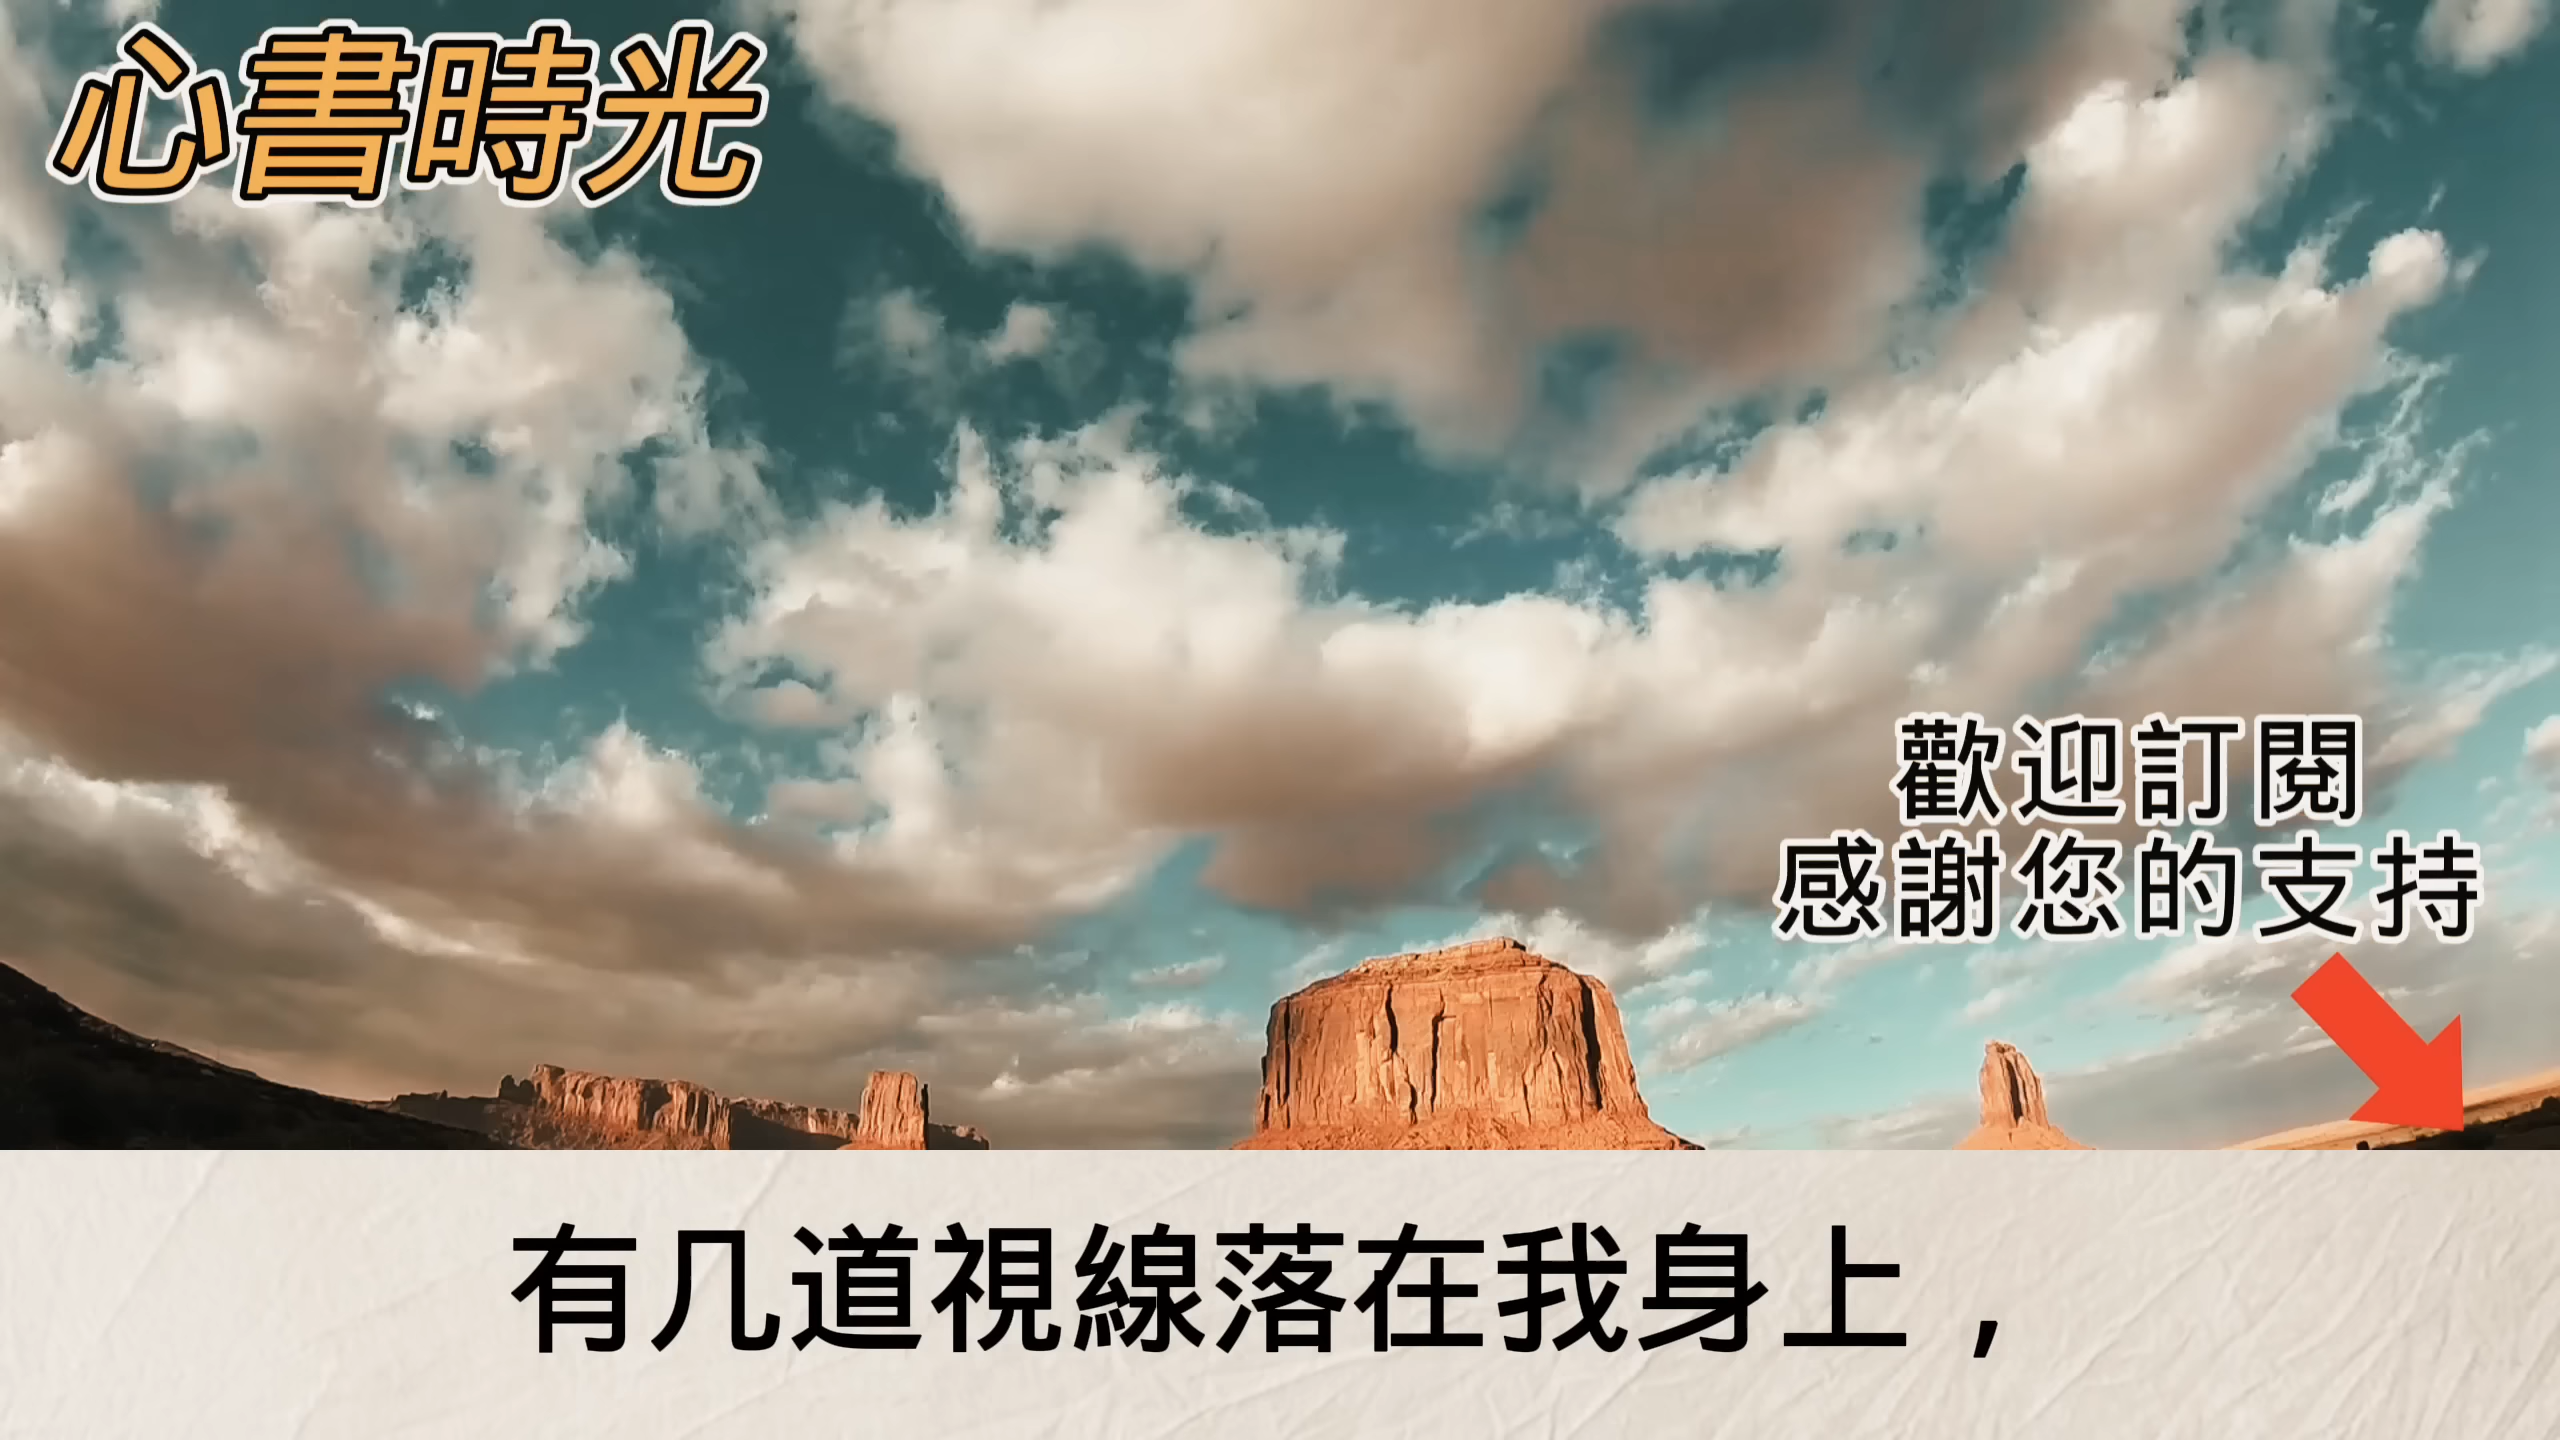 心書時光
歡迎訂閱
感謝您的支持
有几道視線落在我身上，